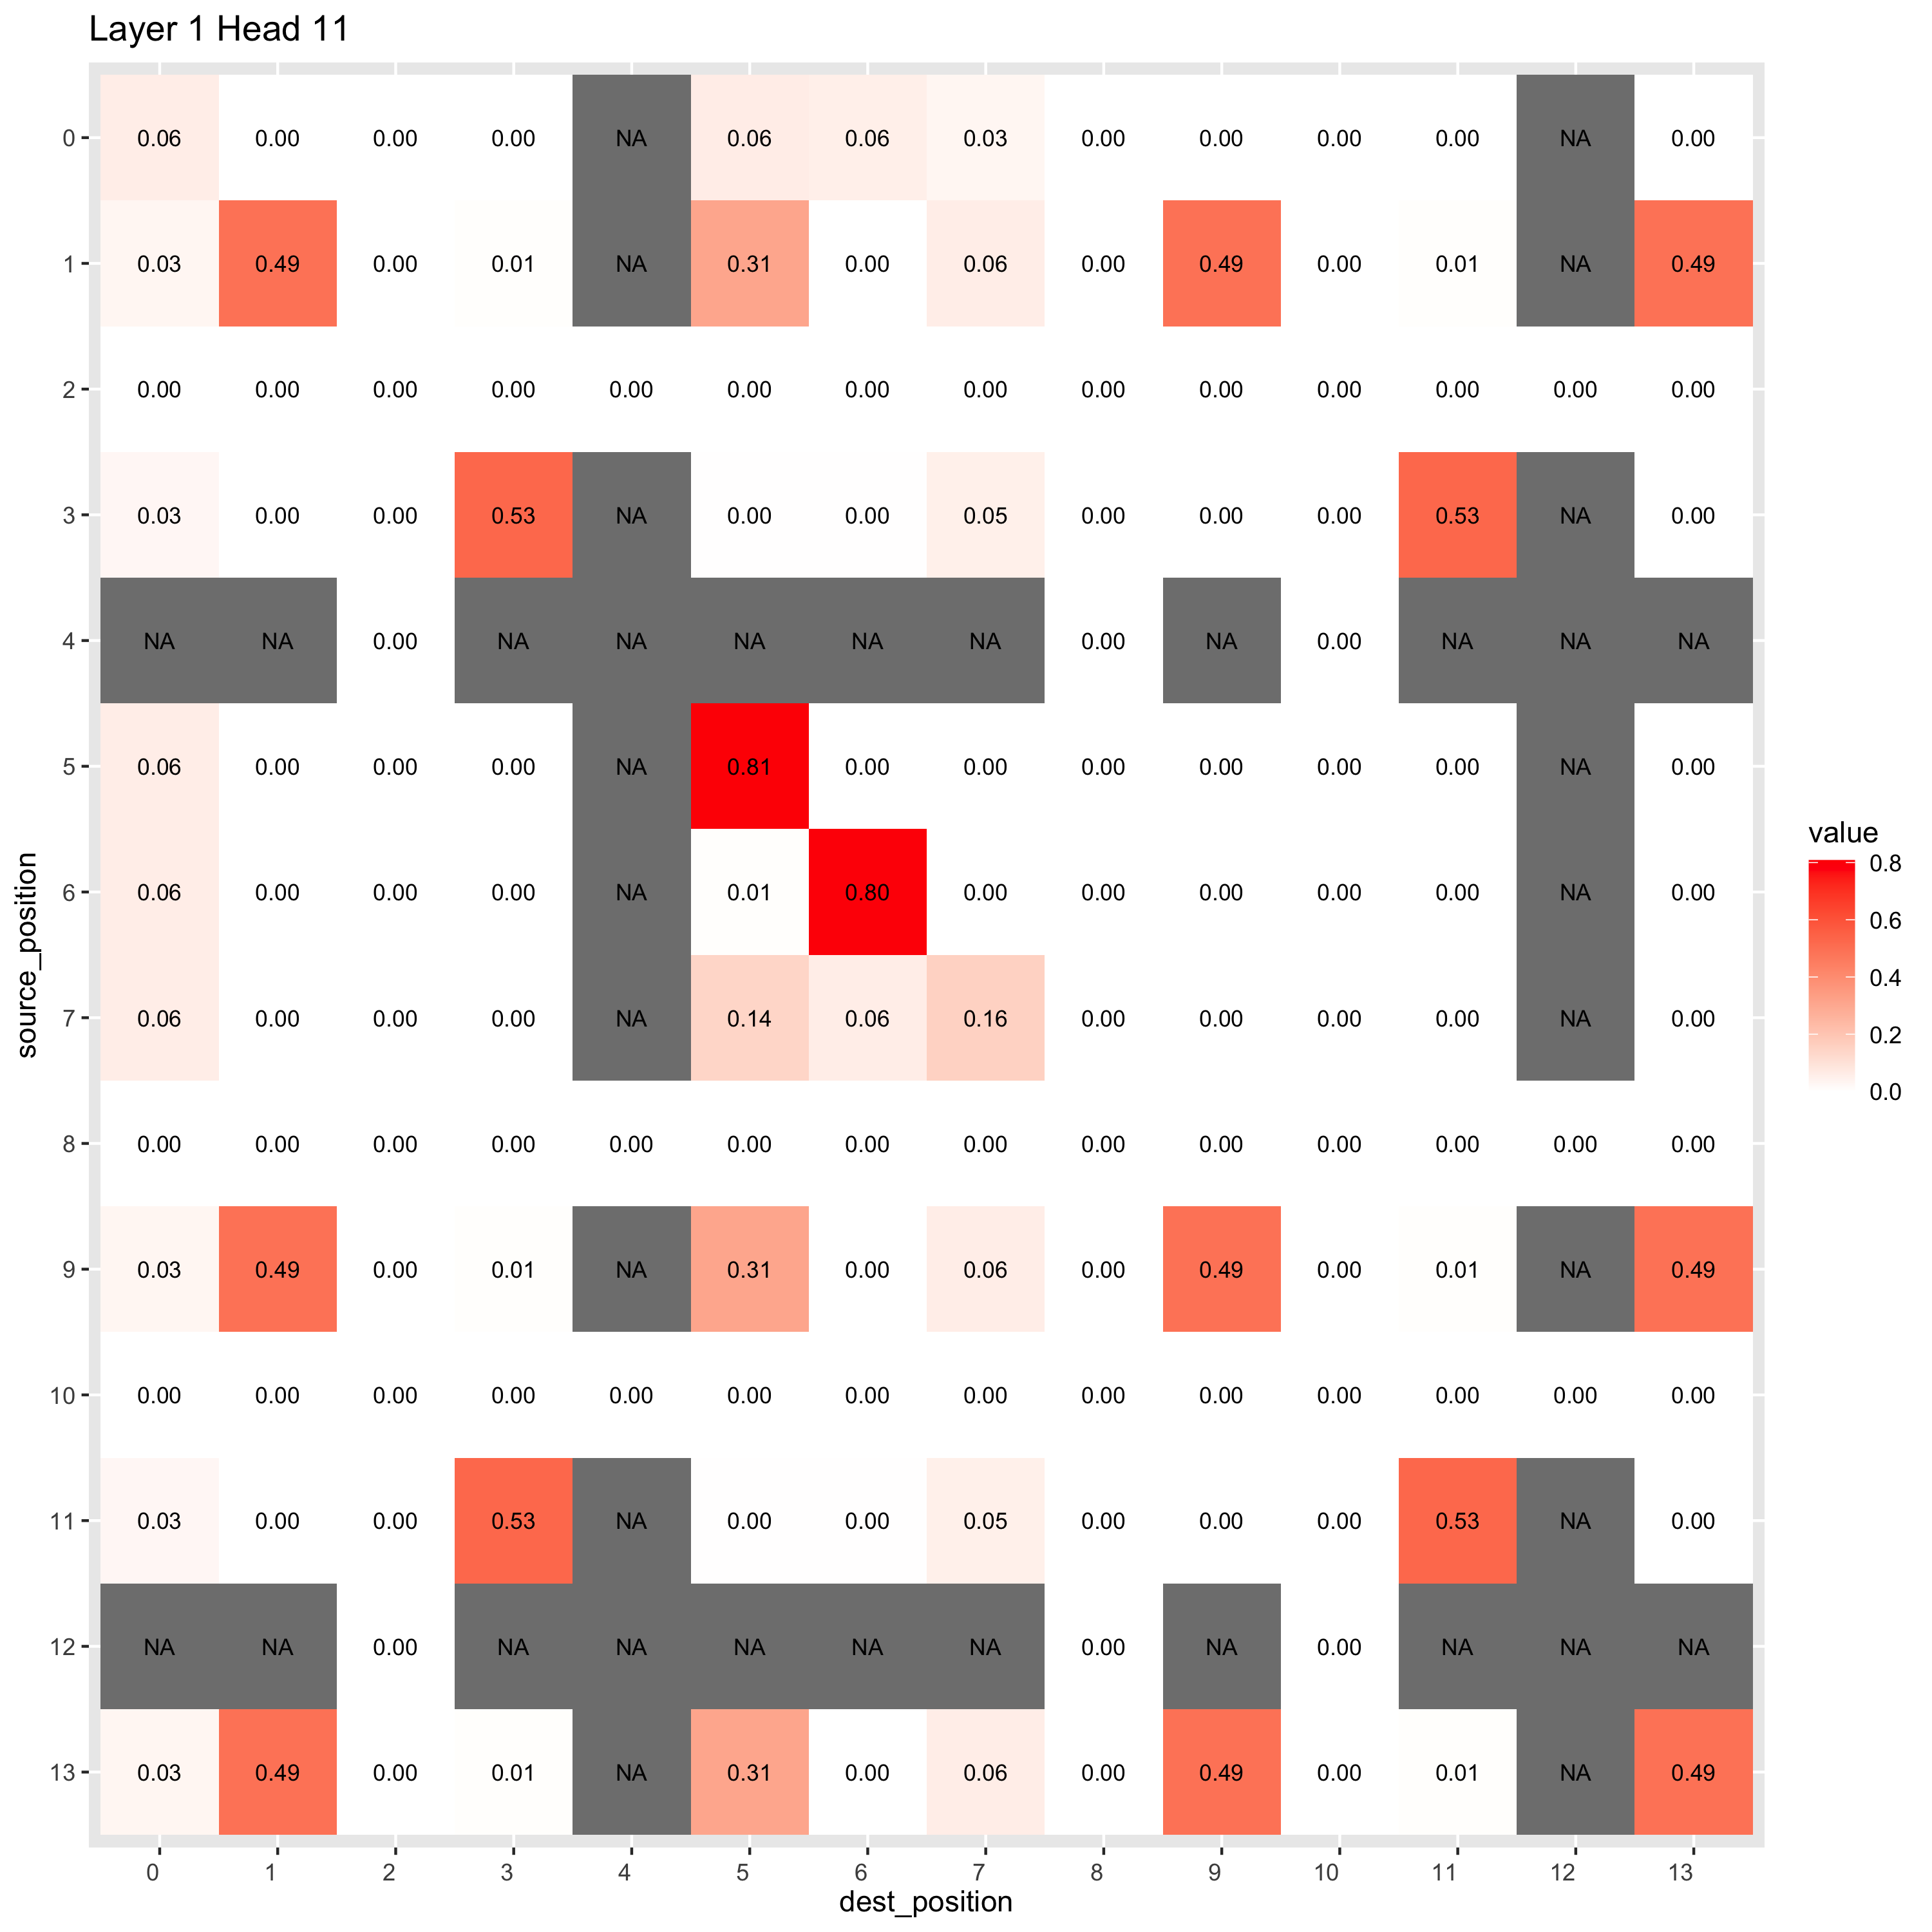 Layer 1 Head 11
0 0.06 0.00 0.00 0.00 NA 0.06 0.06 0.03 0.00 0.00 0.00 0.00 NA 0.00
1 0.03 0.49 0.00 0.01 NA 0.31 0.00 0.06 0.00 0.49 0.00 0.01 NA 0.49
2 0.00 0.00 0.00 0.00 0.00 0.00 0.00 0.00 0.00 0.00 0.00 0.00 0.00 0.00
3 0.03 0.00 0.00 0.53 NA 0.00 0.00 0.05 0.00 0.00 0.00 0.53 NA 0.00
4 NA NA 0.00 NA NA NA NA NA 0.00 NA 0.00 NA NA NA
5 0.06 0.00 0.00 0.00 NA 0.81 0.00 0.00 0.00 0.00 0.00 0.00 NA 0.00
6 0.06 0.00 0.00 0.00 NA 0.01 0.80 0.00 0.00 0.00 0.00 0.00 NA 0.00
7 0.06 0.00 0.00 0.00 NA 0.14 0.06 0.16 0.00 0.00 0.00 0.00 NA 0.00
8 0.00 0.00 0.00 0.00 0.00 0.00 0.00 0.00 0.00 0.00 0.00 0.00 0.00 0.00
9 0.03 0.49 0.00 0.01 NA 0.31 0.00 0.06 0.00 0.49 0.00 0.01 NA 0.49
10 0.00 0.00 0.00 0.00 0.00 0.00 0.00 0.00 0.00 0.00 0.00 0.00 0.00 0.00
11 0.03 0.00 0.00 0.53 NA 0.00 0.00 0.05 0.00 0.00 0.00 0.53 NA 0.00
12 NA NA 0.00 NA NA NA NA NA 0.00 NA 0.00 NA NA NA
13 0.03 0.49 0.00 0.01 NA 0.31 0.00 0.06 0.00 0.49 0.00 0.01 NA 0.49
0 1 2 3 4 5 6 7 8 9 10 11 12 13
dest_position
source_position
value
0.8
0.6
0.4
0.2
0.0